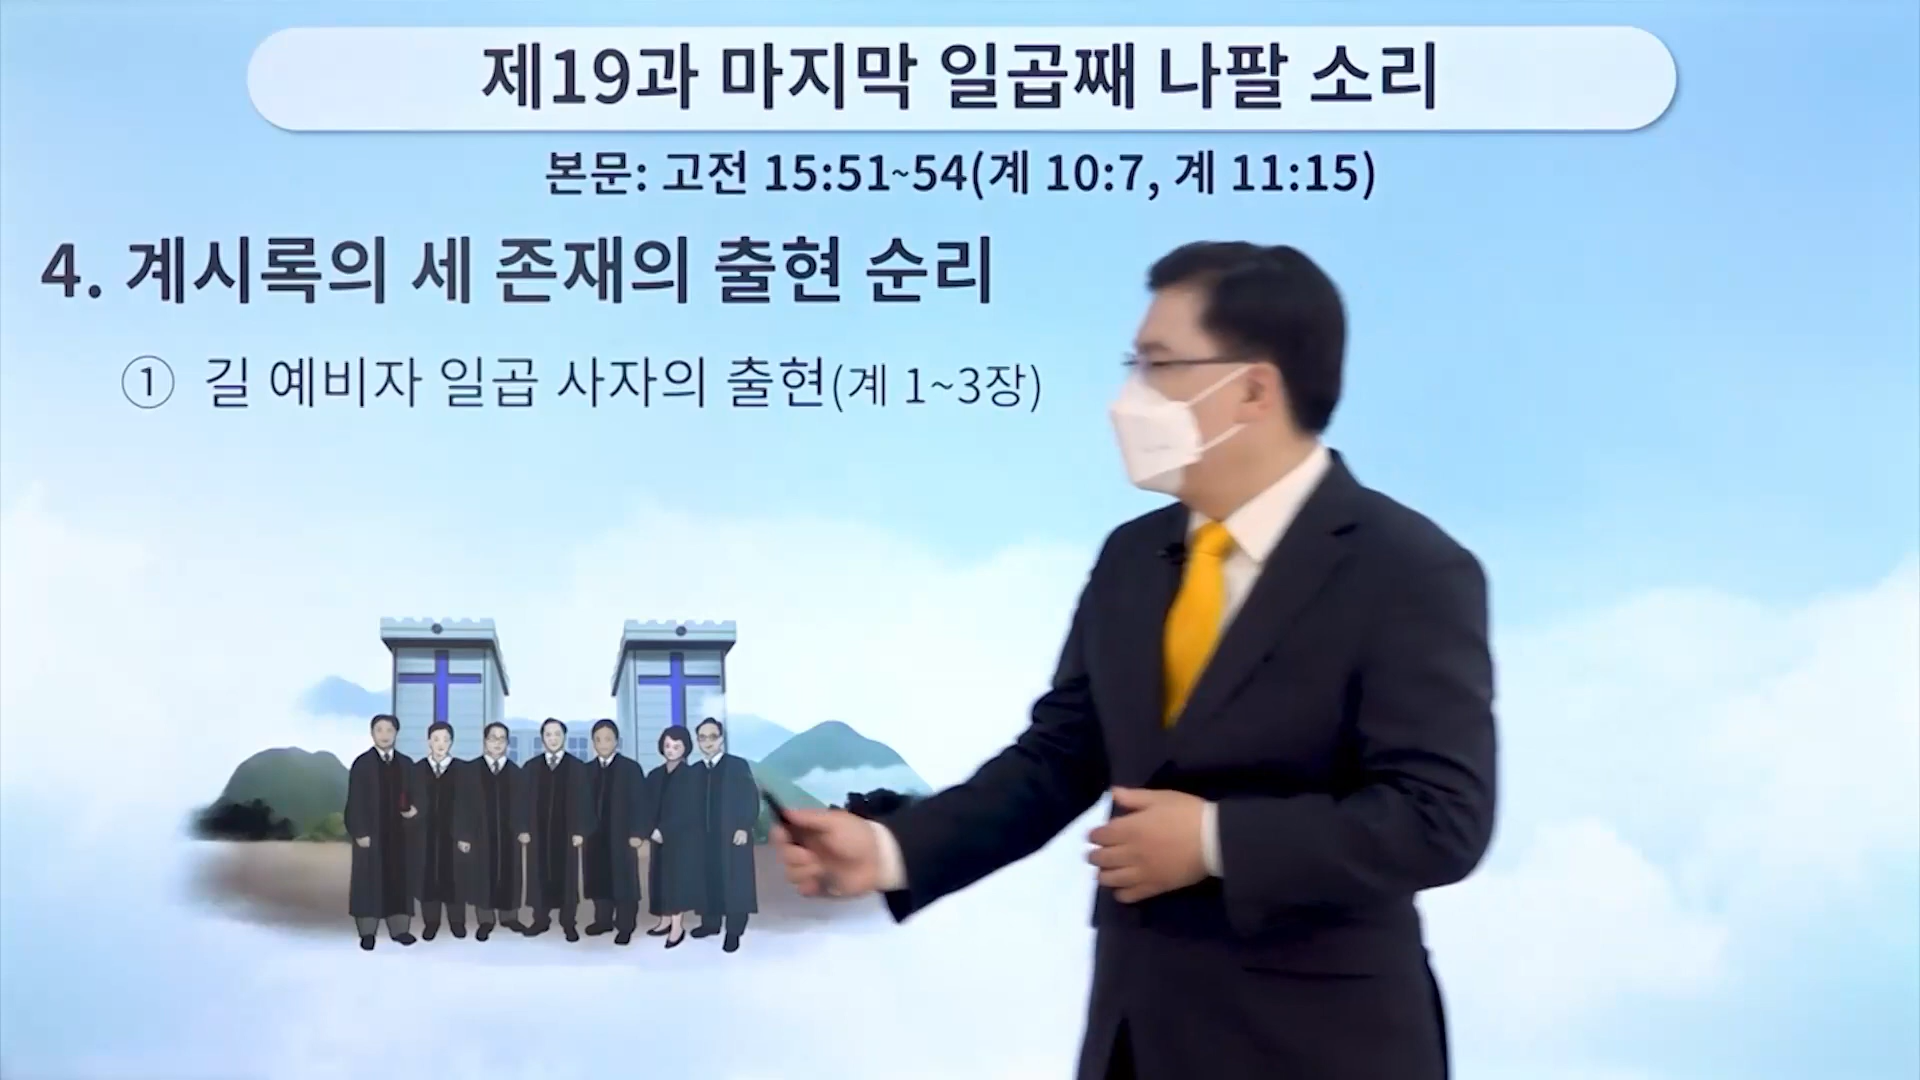 제19과 마지막 일곱째 나팔 소리
본문: 고전 15:51~54(계 10:7, 계 11:15)
4. 계시록의 세 존재의 출현 순리
① 길 예비자 일곱 사자의 출현(계 1~3장)